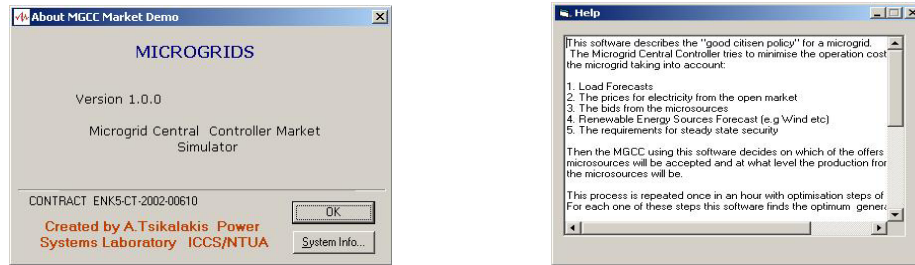 About MGCC Market Demo
MICROGRIDS
Version 1.0.0
Microgrid Central Controller Market
Simulator
CONTRACT ENK5-CT-2002-00610
Created by A.Tsikalakis Power
Systems Laboratory ICCS/NTUA
OK
System Info...
Help
This software describes the "good citizen policy" for a microgrid.
The Microgrid Central Controller tries to minimise the operation cost
the microgrid taking into account:
1. Load Forecasts
2. The prices for electricity from the open market
3. The bids from the microsources
4. Renewable Energy Sources Forecast (e.g Wind etc)
5. The requirements for steady state security
Then the MGCC using this software decides on which of the offers
microsources will be accepted and at what level the production from
the microsources will be.
This process is repeated once in an hour with optimisation steps of
For each one of these steps this software finds the optimum genera